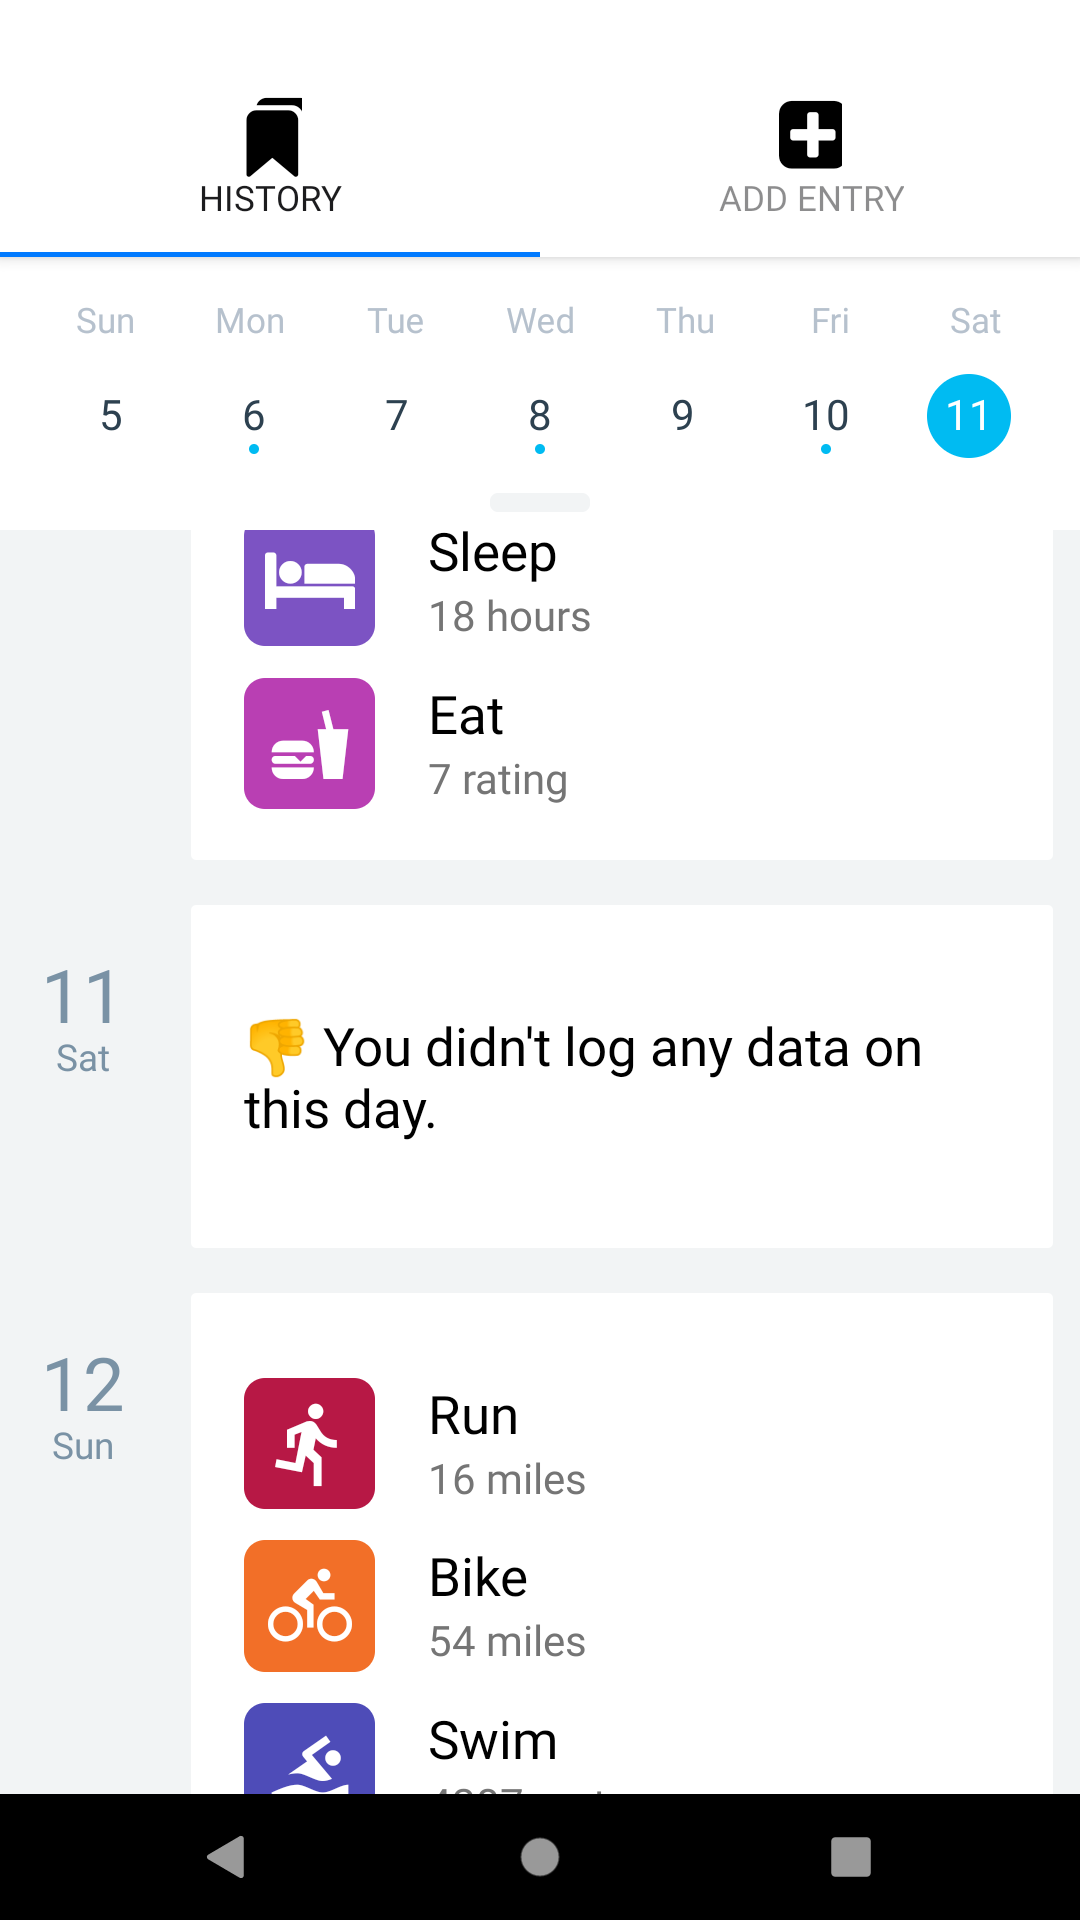 HISTORY
ADD ENTRY
Sun Mon Tue Wed Thu Fri Sat
5 6 7 8 9 10 11
Sleep
18 hours
Eat
7 rating
11
Sat
👎 You didn't log any data on
this day.
12
Sun
Run
16 miles
Bike
54 miles
Swim